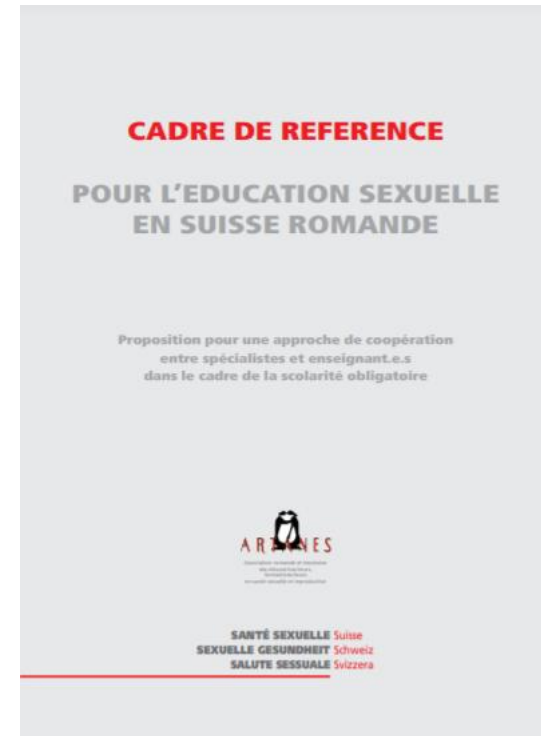 CADRE DE REFERENCE
POUR L'EDUCATION SEXUELLE
EN SUISSE ROMANDE
Proposition pour une approche de coopération
entre spécialistes et enseignant.e.s
dans le cadre de la scolarité obligatoire
ARTANES
SANTÉ SEXUELLE Suisse
SEXUELLE GESUNDHEIT Schweiz
SALUTE SESSUALE Svizzera